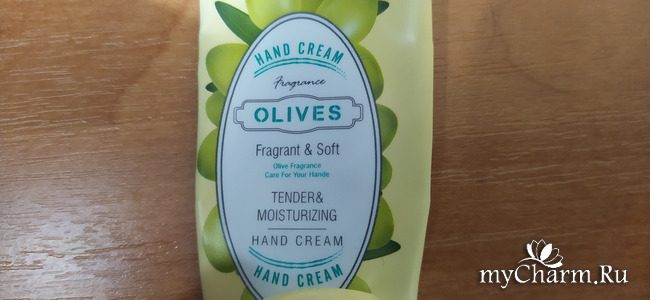 HAND CREAM
Fragrance
OLIVES
Fragrant & Soft
Olive Fragrance
Care For Your Hande
TENDER&
MOISTURIZING
HAND CREAM
HAND CREAM
myCharm.Ru